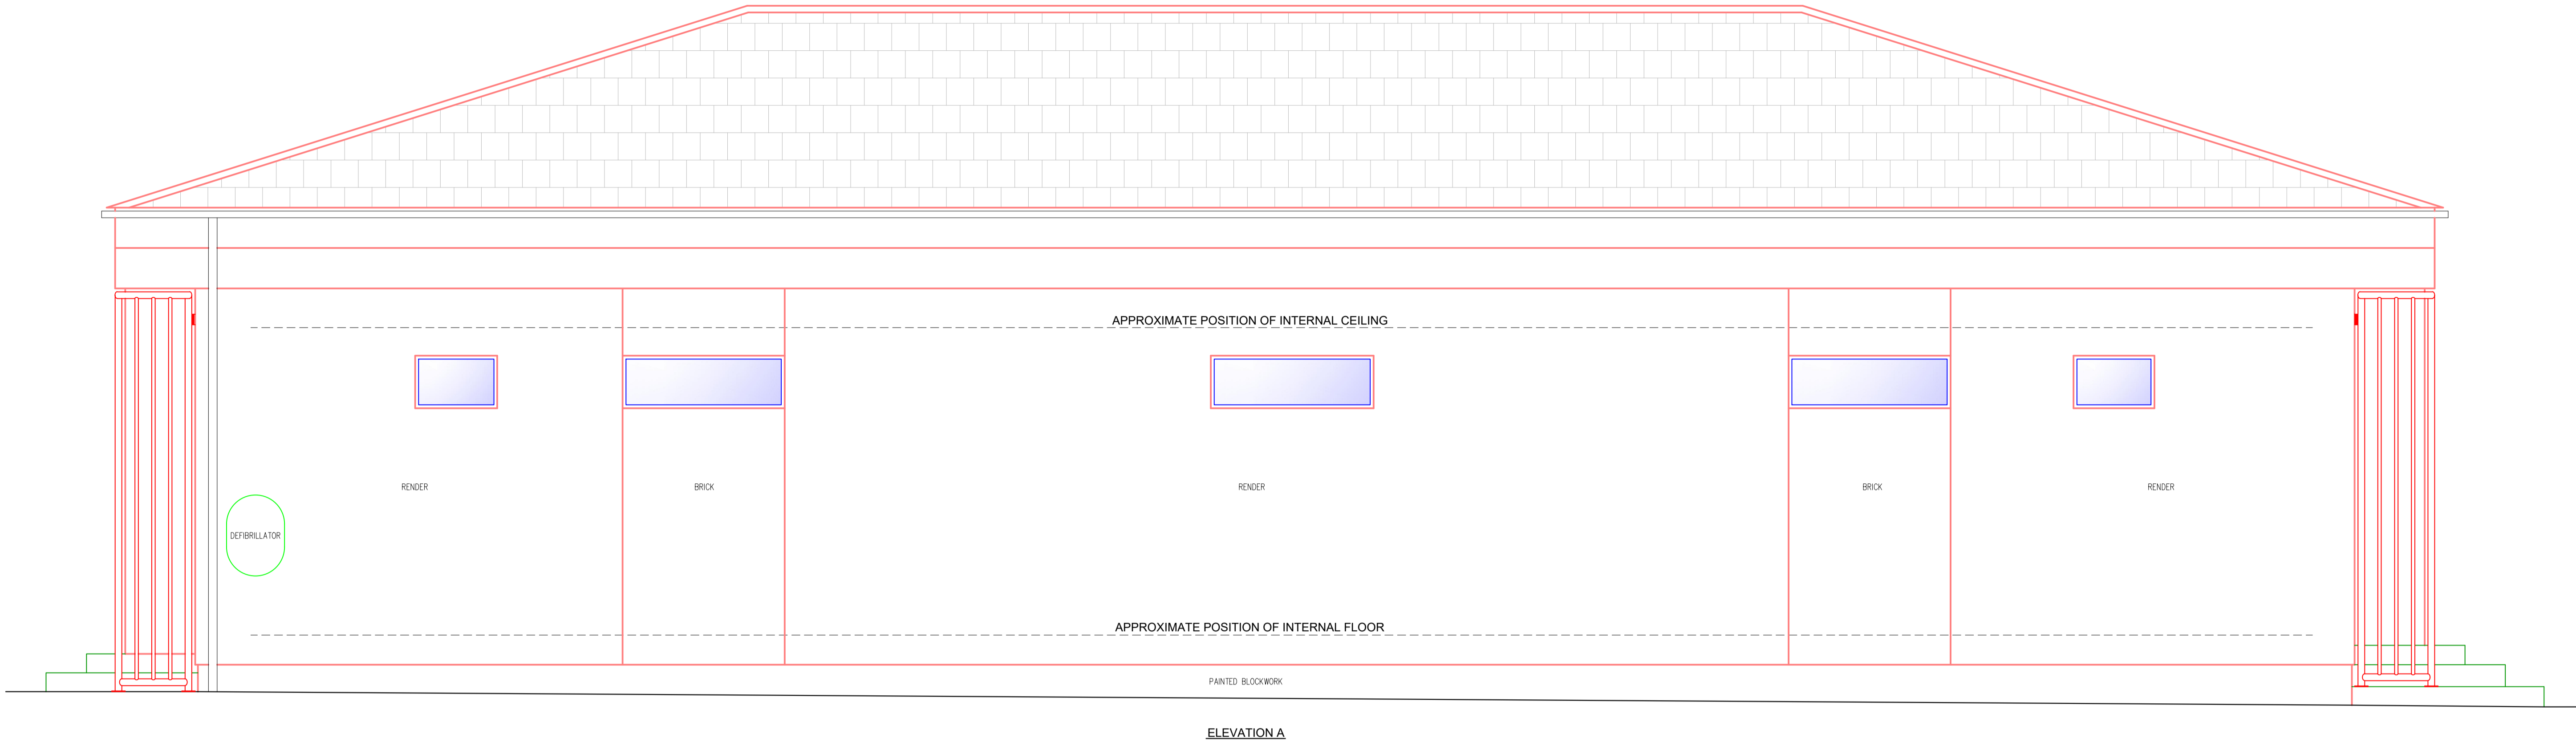 APPROXIMATE POSITION OF INTERNAL CEILING
RENDER
BRICK
RENDER
BRICK
RENDER
DEFIBRILLATOR
APPROXIMATE POSITION OF INTERNAL FLOOR
PAINTED BLOCKWORK
ELEVATION A